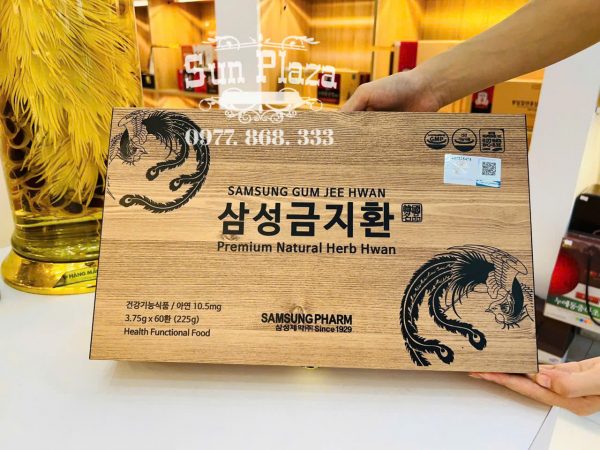 Sun Plaza
0977. 868. 333
GMP
SAMSUNG GUM JEE HWAN
삼성금지환
Premium Natural Herb Hwan
건강기능식품 / 아연 10.5mg
3.75g x 60환 (225g)
Health Functional Food
SAMSUNG PHARM
삼성제약㈜ Since 1929